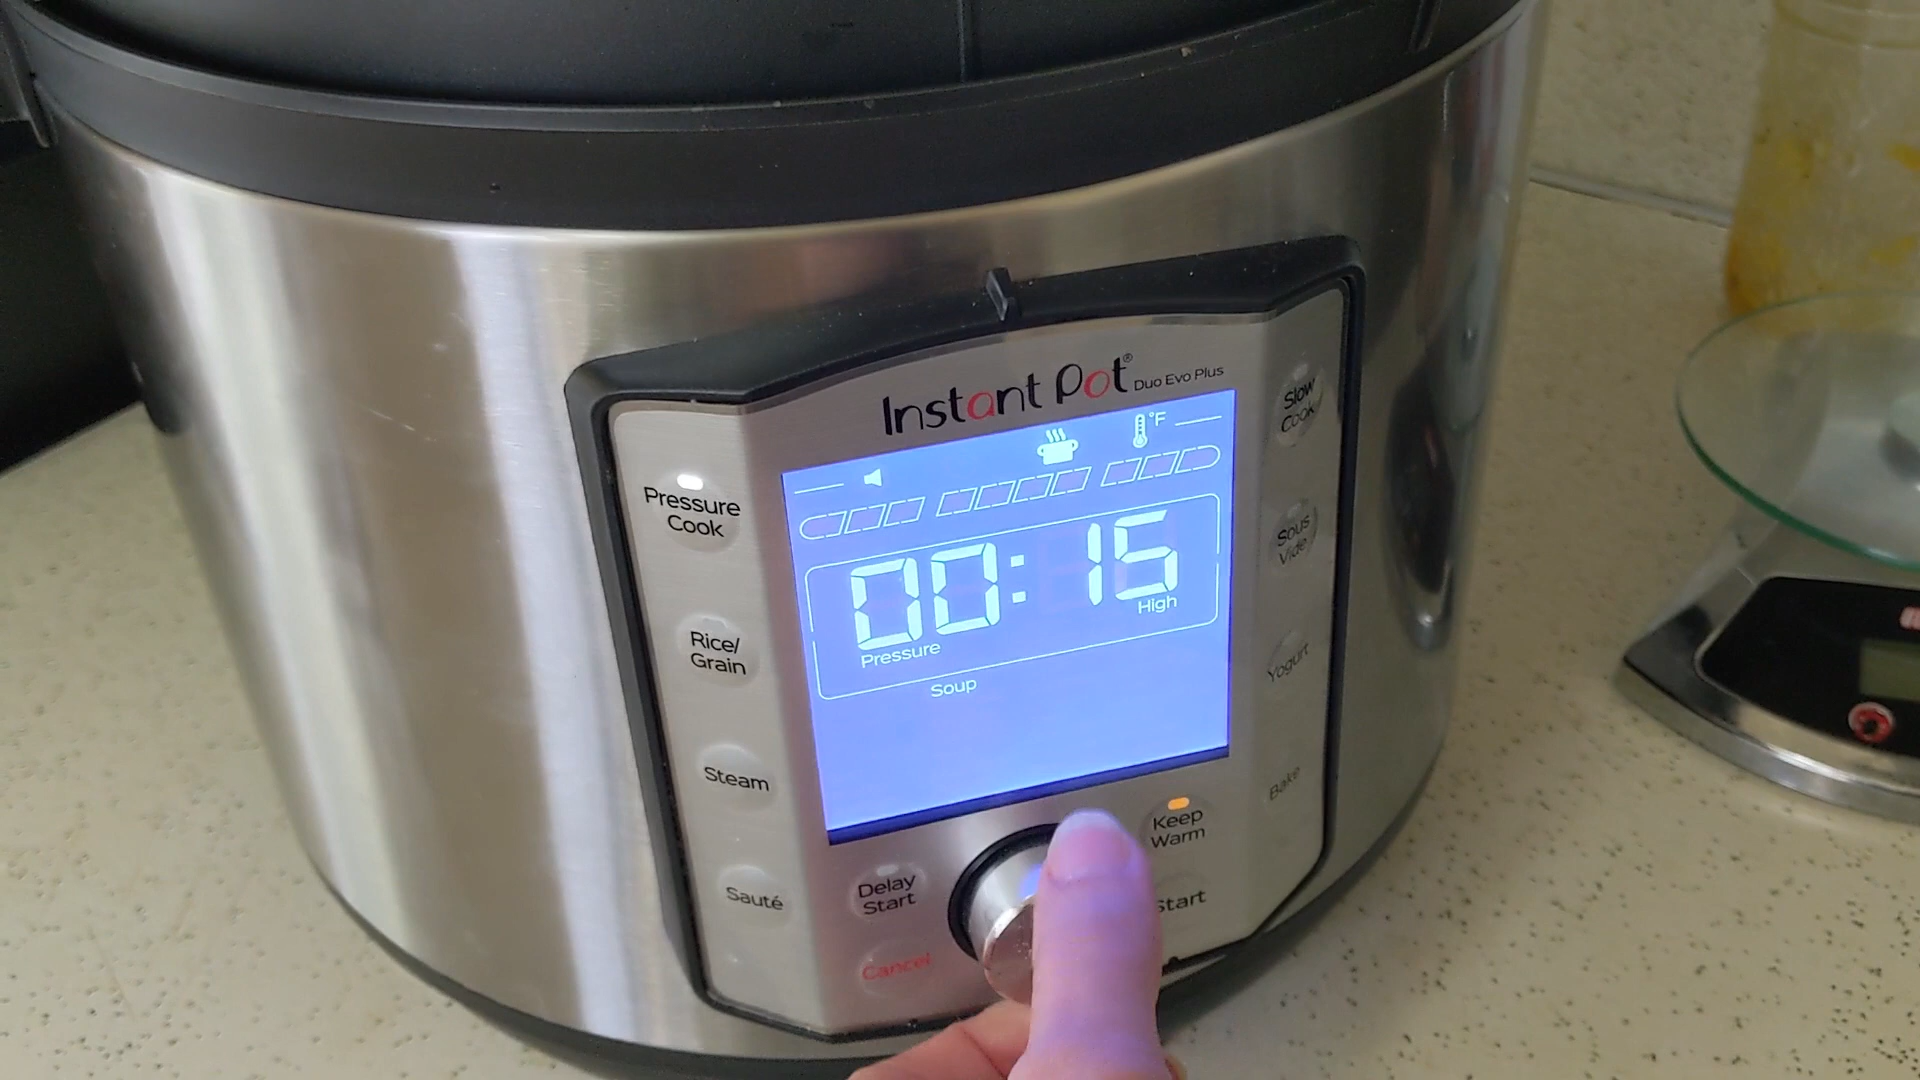 Instant Pot® Duo Evo Plus
°F
00:15
Pressure
High
Soup
Pressure
Cook
Rice/
Grain
Steam
Sauté
Delay
Start
Cancel
Keep
Warm
Start
Slow
Cook
Sous
Vide
Yogurt
Bake